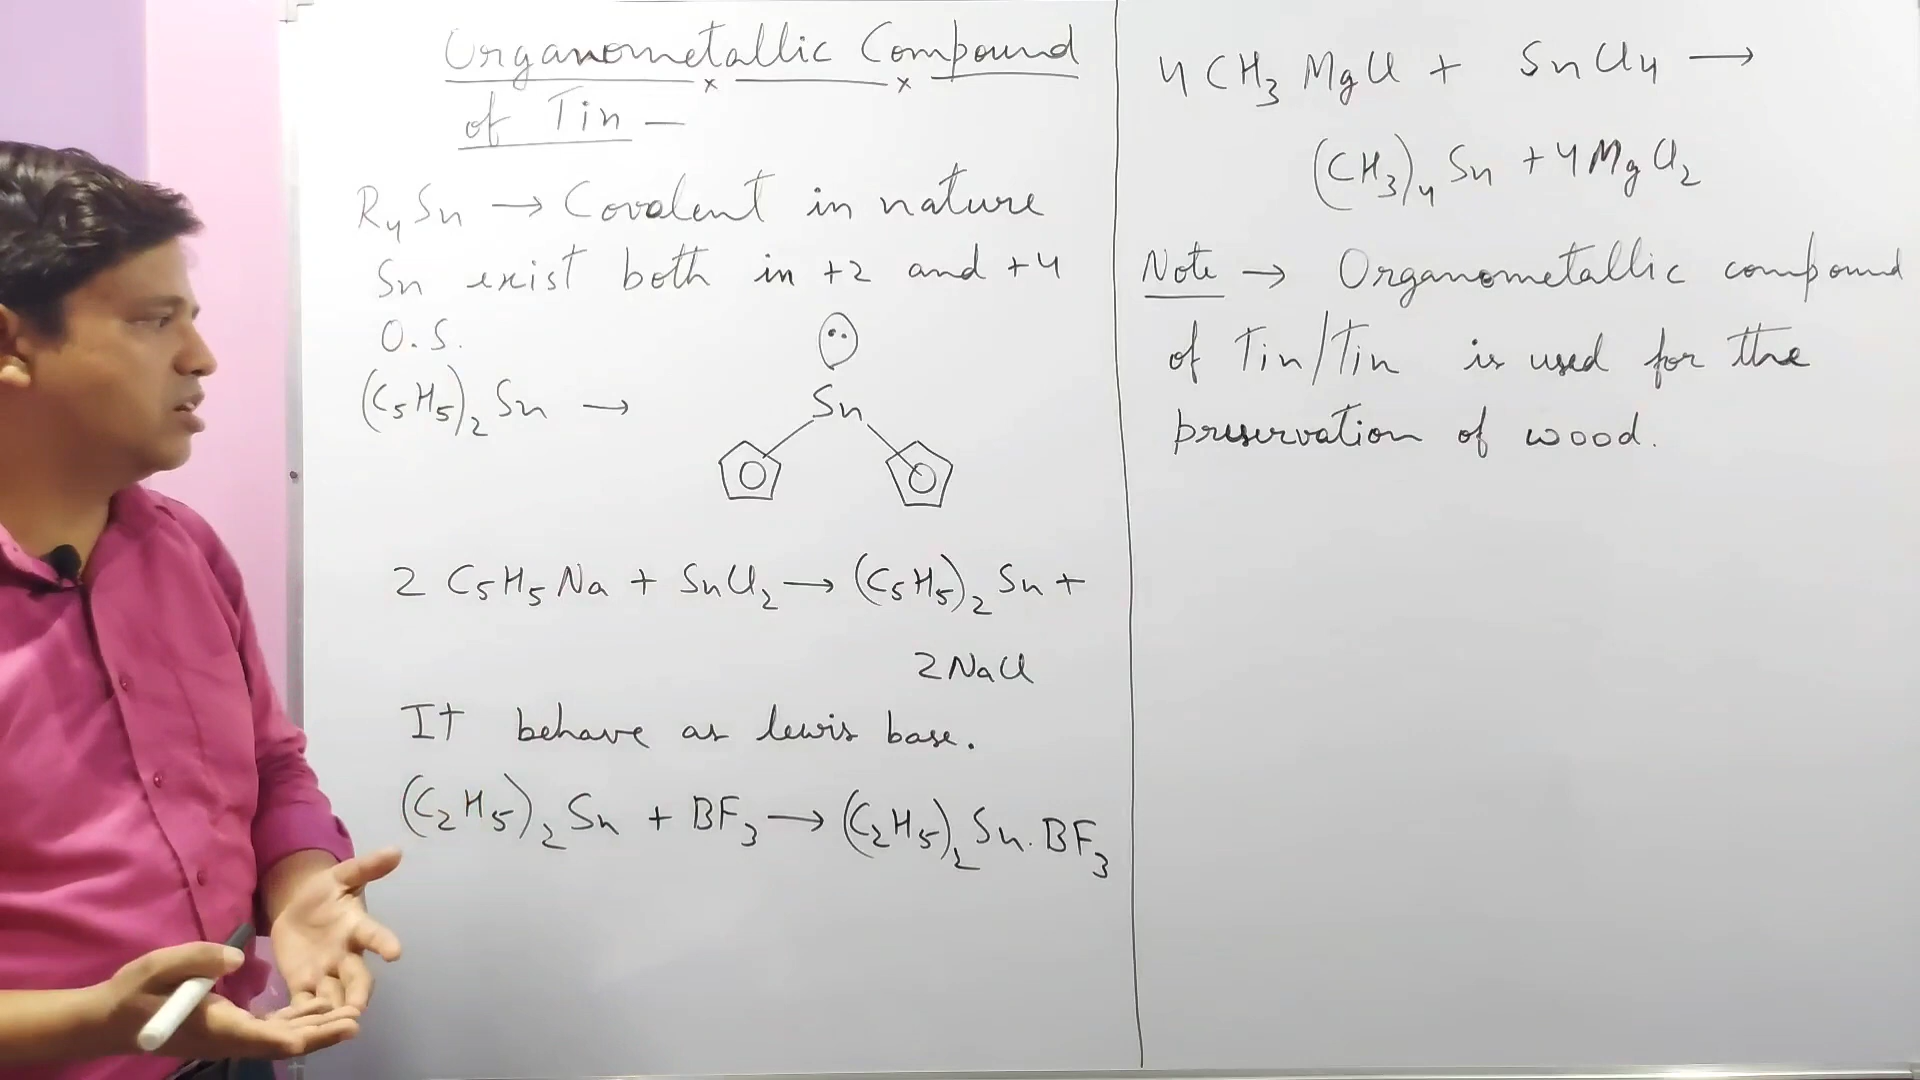 Organometallic Compound
of Tin —
R₄Sn → Covalent in nature
Sn exist both in +2 and +4
O.S.
(C₅H₅)₂Sn →
Sn
2 C₅H₅Na + SnCl₂ → (C₅H₅)₂Sn +
2NaCl
It behave as lewis base.
(C₂H₅)₂Sn + BF₃ → (C₂H₅)₂Sn.BF₃
4CH₃MgCl + SnCl₄ →
(CH₃)₄Sn + 4MgCl₂
Note → Organometallic compound
of Tin/Tin is used for the
preservation of wood.